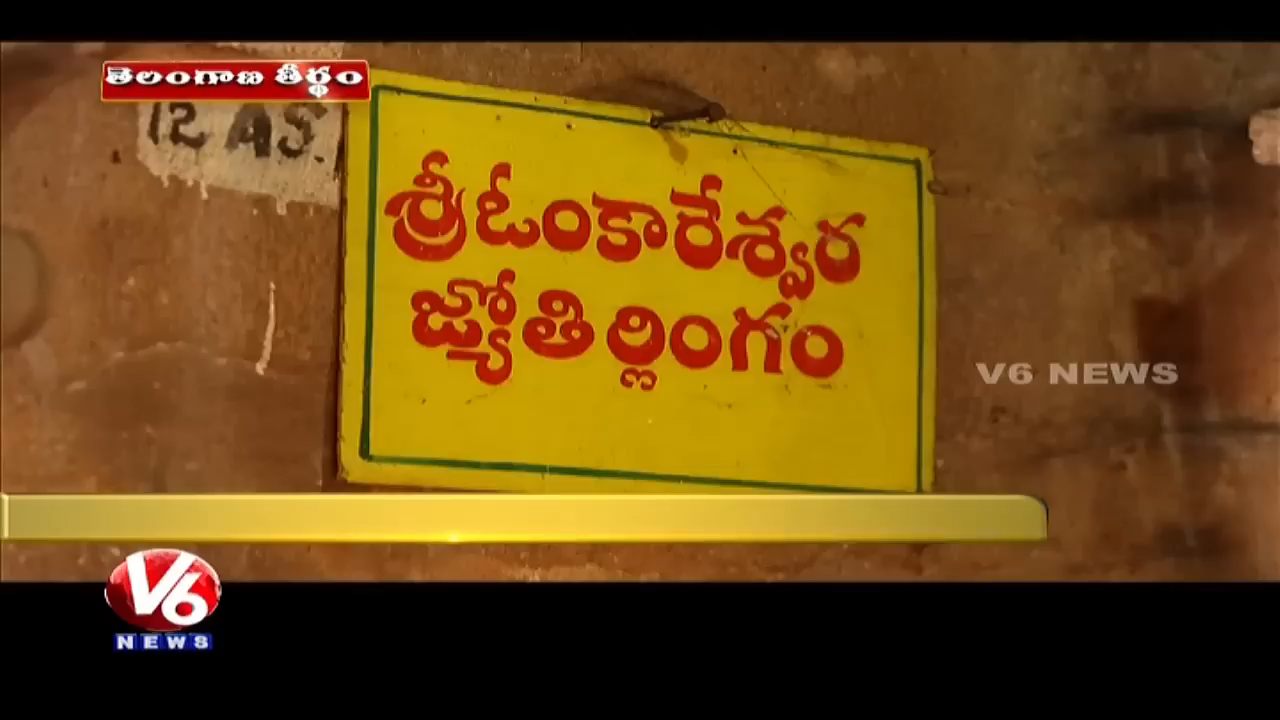 తెలంగాణ తీర్థం
12 AS.
శ్రీ ఓంకారేశ్వర
జ్యోతిర్లింగం
V6 NEWS
V6
NEWS